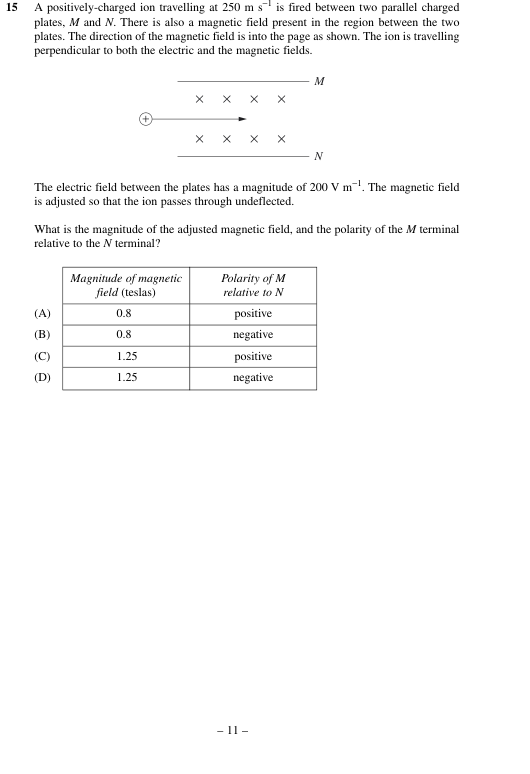 15 A positively-charged ion travelling at 250 m s⁻¹ is fired between two parallel charged
plates, M and N. There is also a magnetic field present in the region between the two
plates. The direction of the magnetic field is into the page as shown. The ion is travelling
perpendicular to both the electric and the magnetic fields.
M
× × × ×
+
× × × ×
N
The electric field between the plates has a magnitude of 200 V m⁻¹. The magnetic field
is adjusted so that the ion passes through undeflected.
What is the magnitude of the adjusted magnetic field, and the polarity of the M terminal
relative to the N terminal?
Magnitude of magnetic Polarity of M
field (teslas) relative to N
(A) 0.8 positive
(B) 0.8 negative
(C) 1.25 positive
(D) 1.25 negative
– 11 –